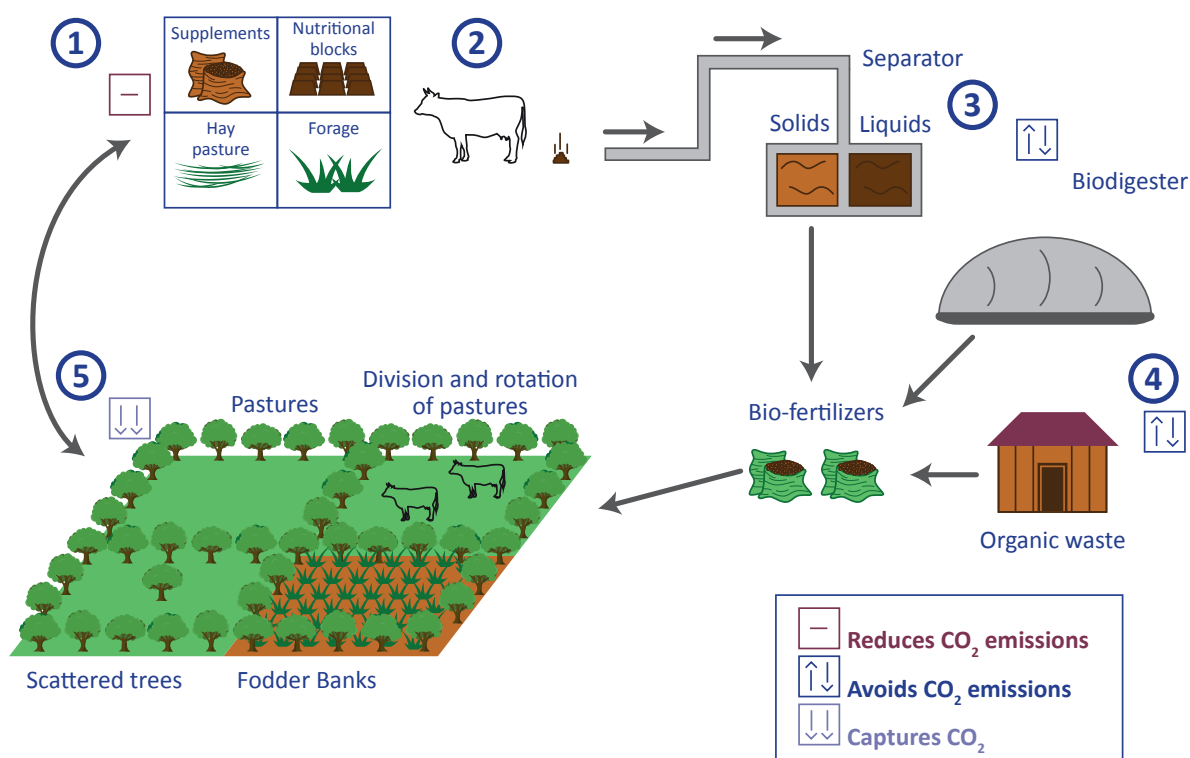 1
Supplements
Nutritional
blocks
Hay
pasture
Forage
2
Separator
3
Solids
Liquids
Biodigester
5
Pastures
Division and rotation
of pastures
Bio-fertilizers
4
Organic waste
Scattered trees
Fodder Banks
Reduces CO₂ emissions
Avoids CO₂ emissions
Captures CO₂